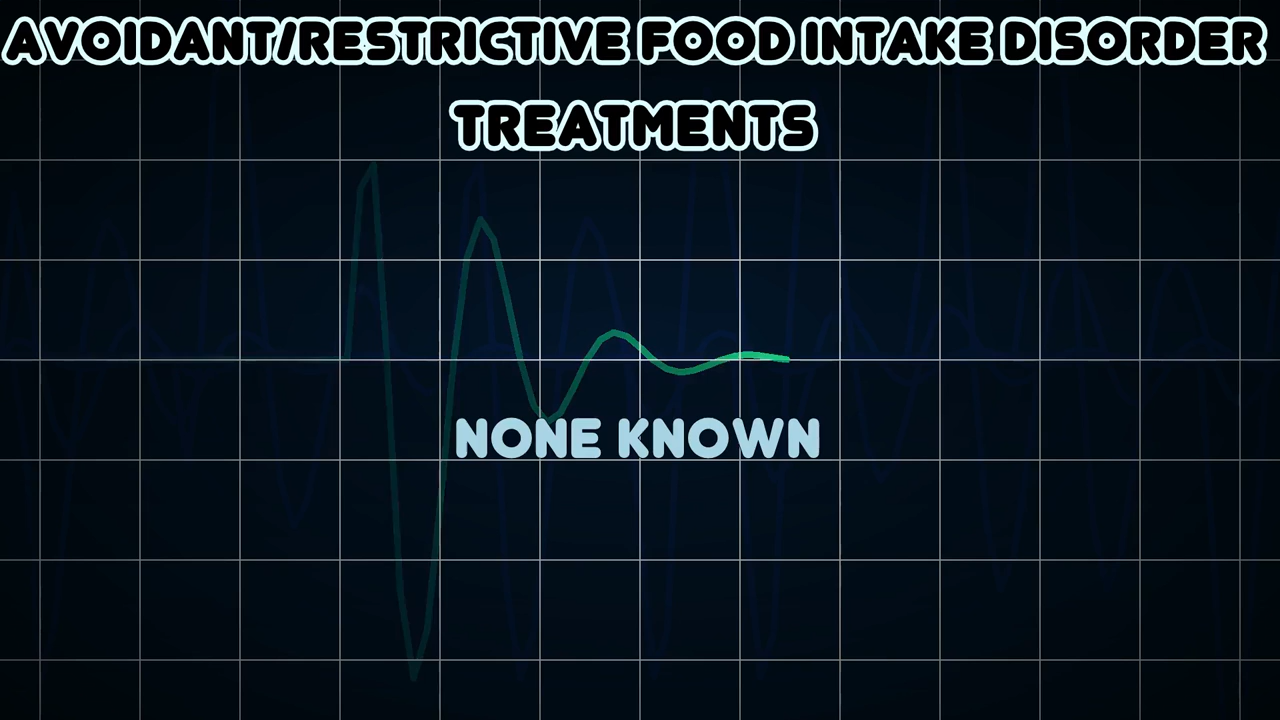 AVOIDANT/RESTRICTIVE FOOD INTAKE DISORDER
TREATMENTS
NONE KNOWN